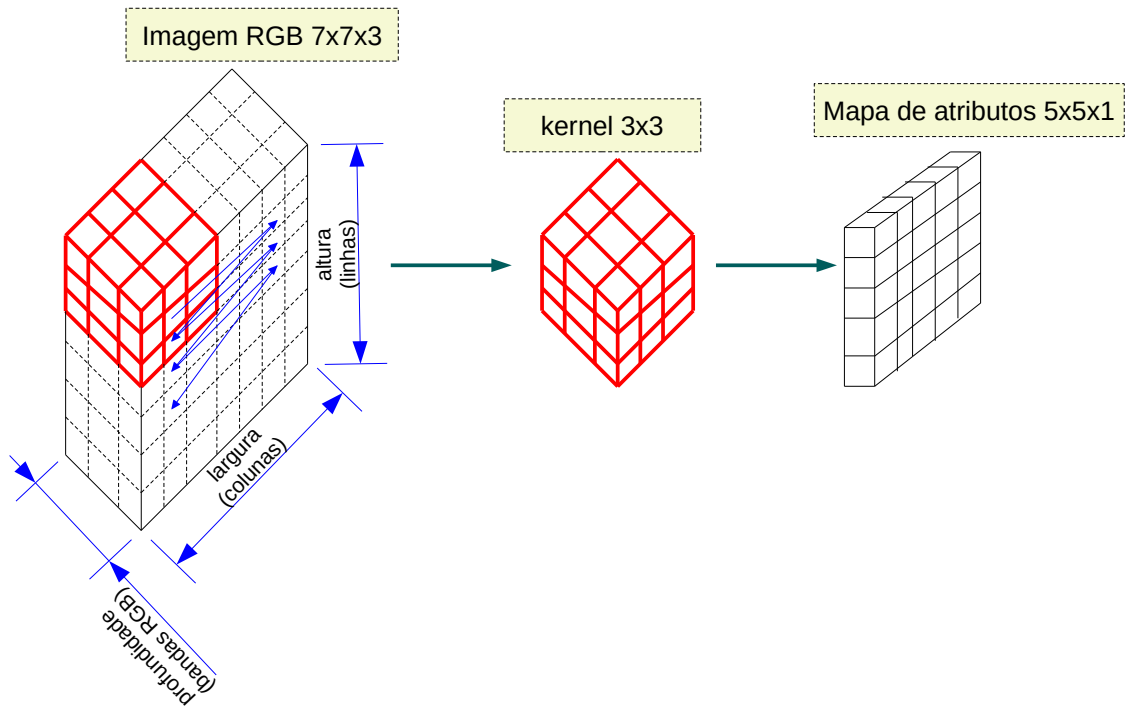 Imagem RGB 7x7x3
kernel 3x3
Mapa de atributos 5x5x1
altura
(linhas)
largura
(colunas)
profundidade
(bandas RGB)